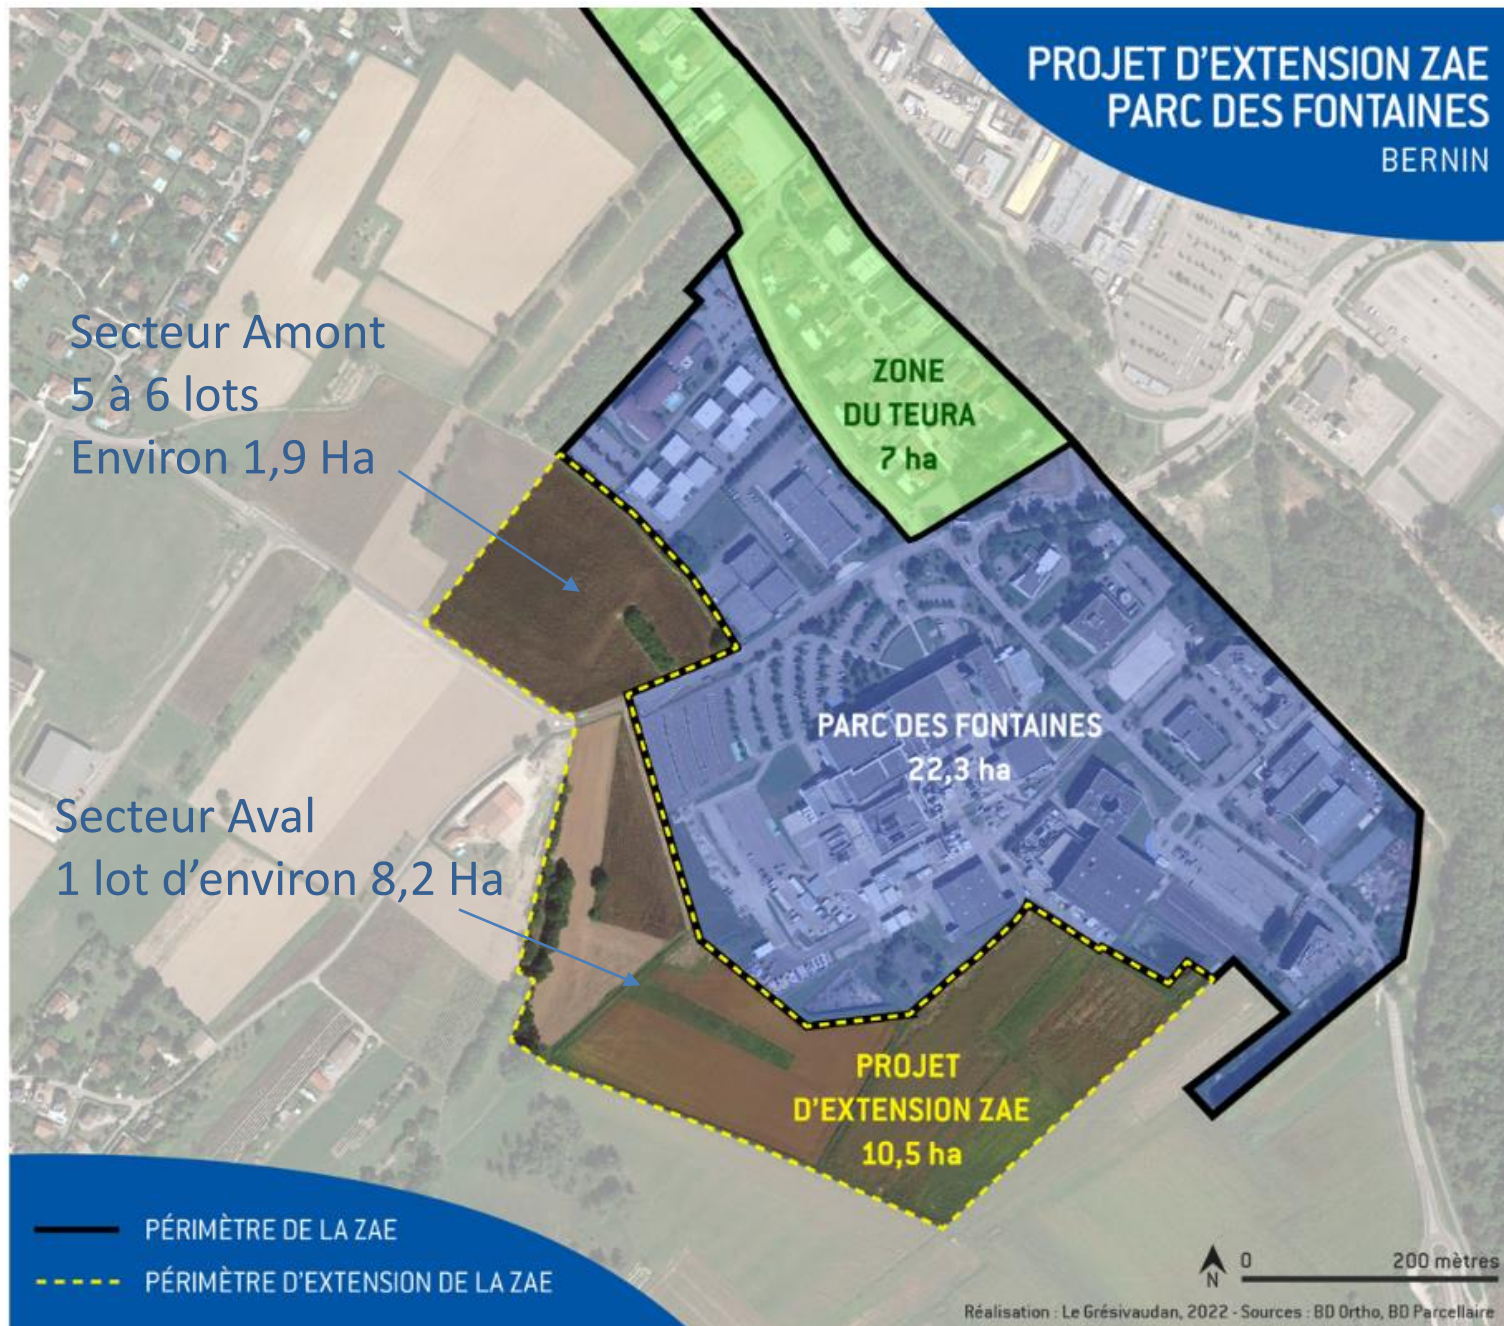 PROJET D'EXTENSION ZAE
PARC DES FONTAINES
BERNIN
Secteur Amont
5 à 6 lots
Environ 1,9 Ha
ZONE
DU TEURA
7 ha
PARC DES FONTAINES
22,3 ha
Secteur Aval
1 lot d'environ 8,2 Ha
PROJET
D'EXTENSION ZAE
10,5 ha
PÉRIMÈTRE DE LA ZAE
PÉRIMÈTRE D'EXTENSION DE LA ZAE
N
0 200 mètres
Réalisation : Le Grésivaudan, 2022 - Sources : BD Ortho, BD Parcellaire